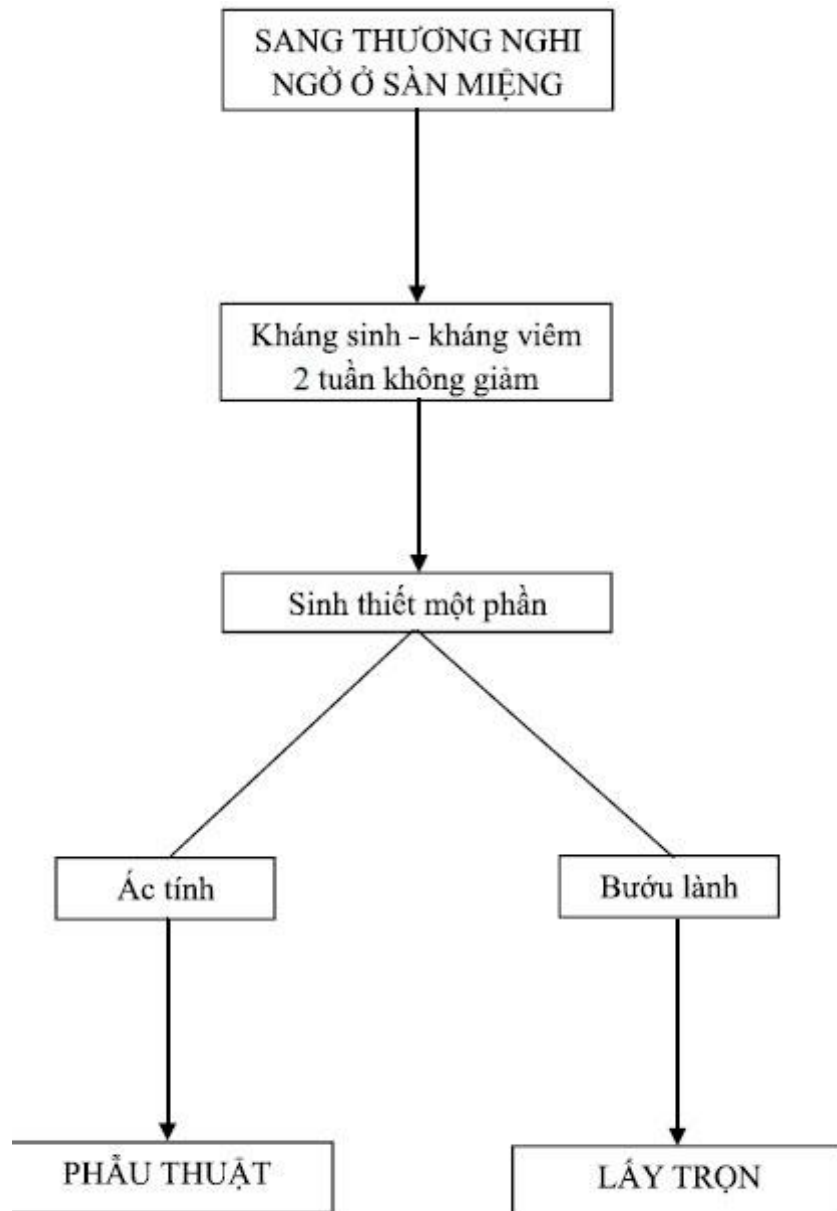 SANG THƯƠNG NGHI
NGỜ Ở SÀN MIỆNG
Kháng sinh - kháng viêm
2 tuần không giảm
Sinh thiết một phần
Ác tính
Bướu lành
PHẪU THUẬT
LẤY TRỌN